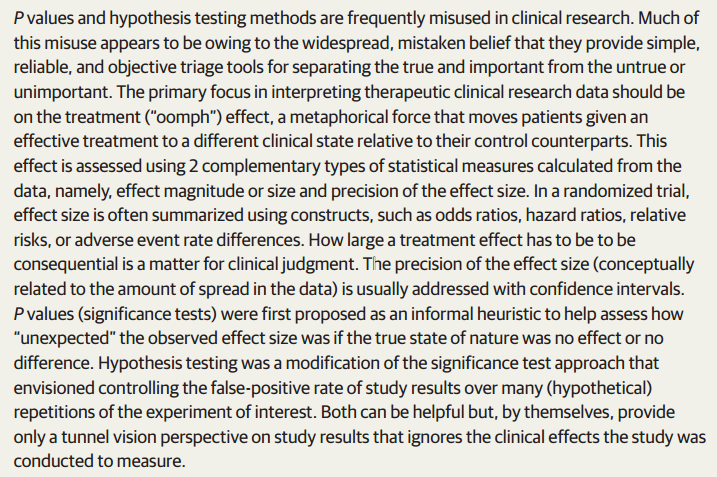 P values and hypothesis testing methods are frequently misused in clinical research. Much of
this misuse appears to be owing to the widespread, mistaken belief that they provide simple,
reliable, and objective triage tools for separating the true and important from the untrue or
unimportant. The primary focus in interpreting therapeutic clinical research data should be
on the treatment (“oomph”) effect, a metaphorical force that moves patients given an
effective treatment to a different clinical state relative to their control counterparts. This
effect is assessed using 2 complementary types of statistical measures calculated from the
data, namely, effect magnitude or size and precision of the effect size. In a randomized trial,
effect size is often summarized using constructs, such as odds ratios, hazard ratios, relative
risks, or adverse event rate differences. How large a treatment effect has to be to be
consequential is a matter for clinical judgment. The precision of the effect size (conceptually
related to the amount of spread in the data) is usually addressed with confidence intervals.
P values (significance tests) were first proposed as an informal heuristic to help assess how
“unexpected” the observed effect size was if the true state of nature was no effect or no
difference. Hypothesis testing was a modification of the significance test approach that
envisioned controlling the false-positive rate of study results over many (hypothetical)
repetitions of the experiment of interest. Both can be helpful but, by themselves, provide
only a tunnel vision perspective on study results that ignores the clinical effects the study was
conducted to measure.